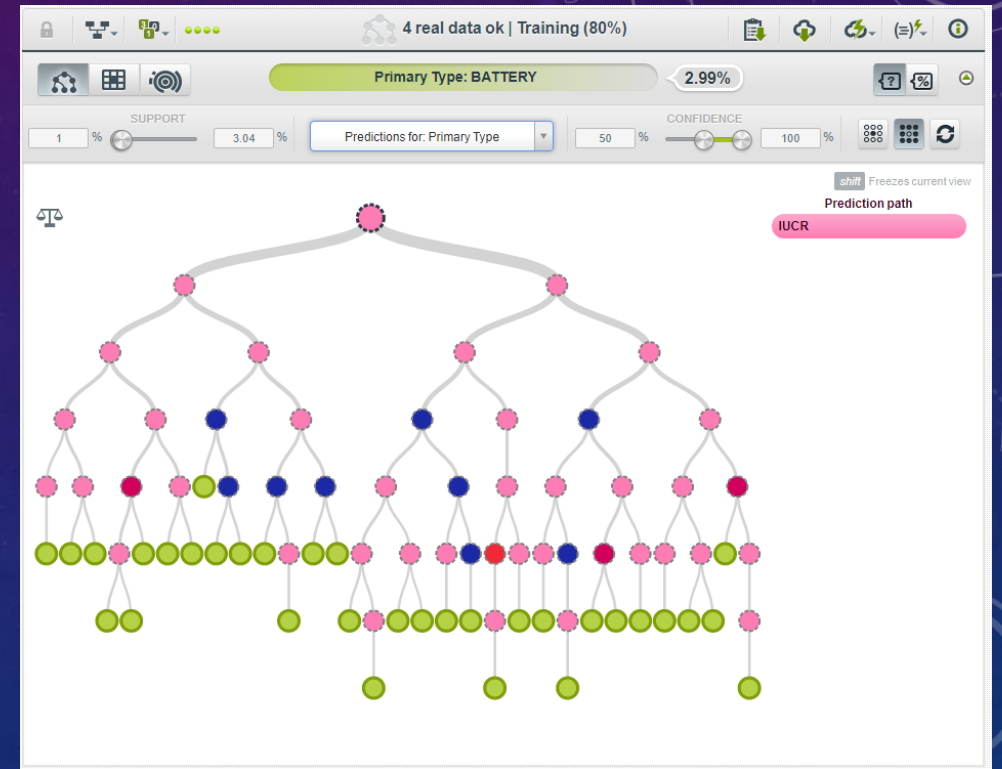 4 real data ok | Training (80%)
Primary Type: BATTERY
2.99%
SUPPORT
1 %
3.04 %
Predictions for: Primary Type
50 %
CONFIDENCE
100 %
shift Freezes current view
Prediction path
IUCR